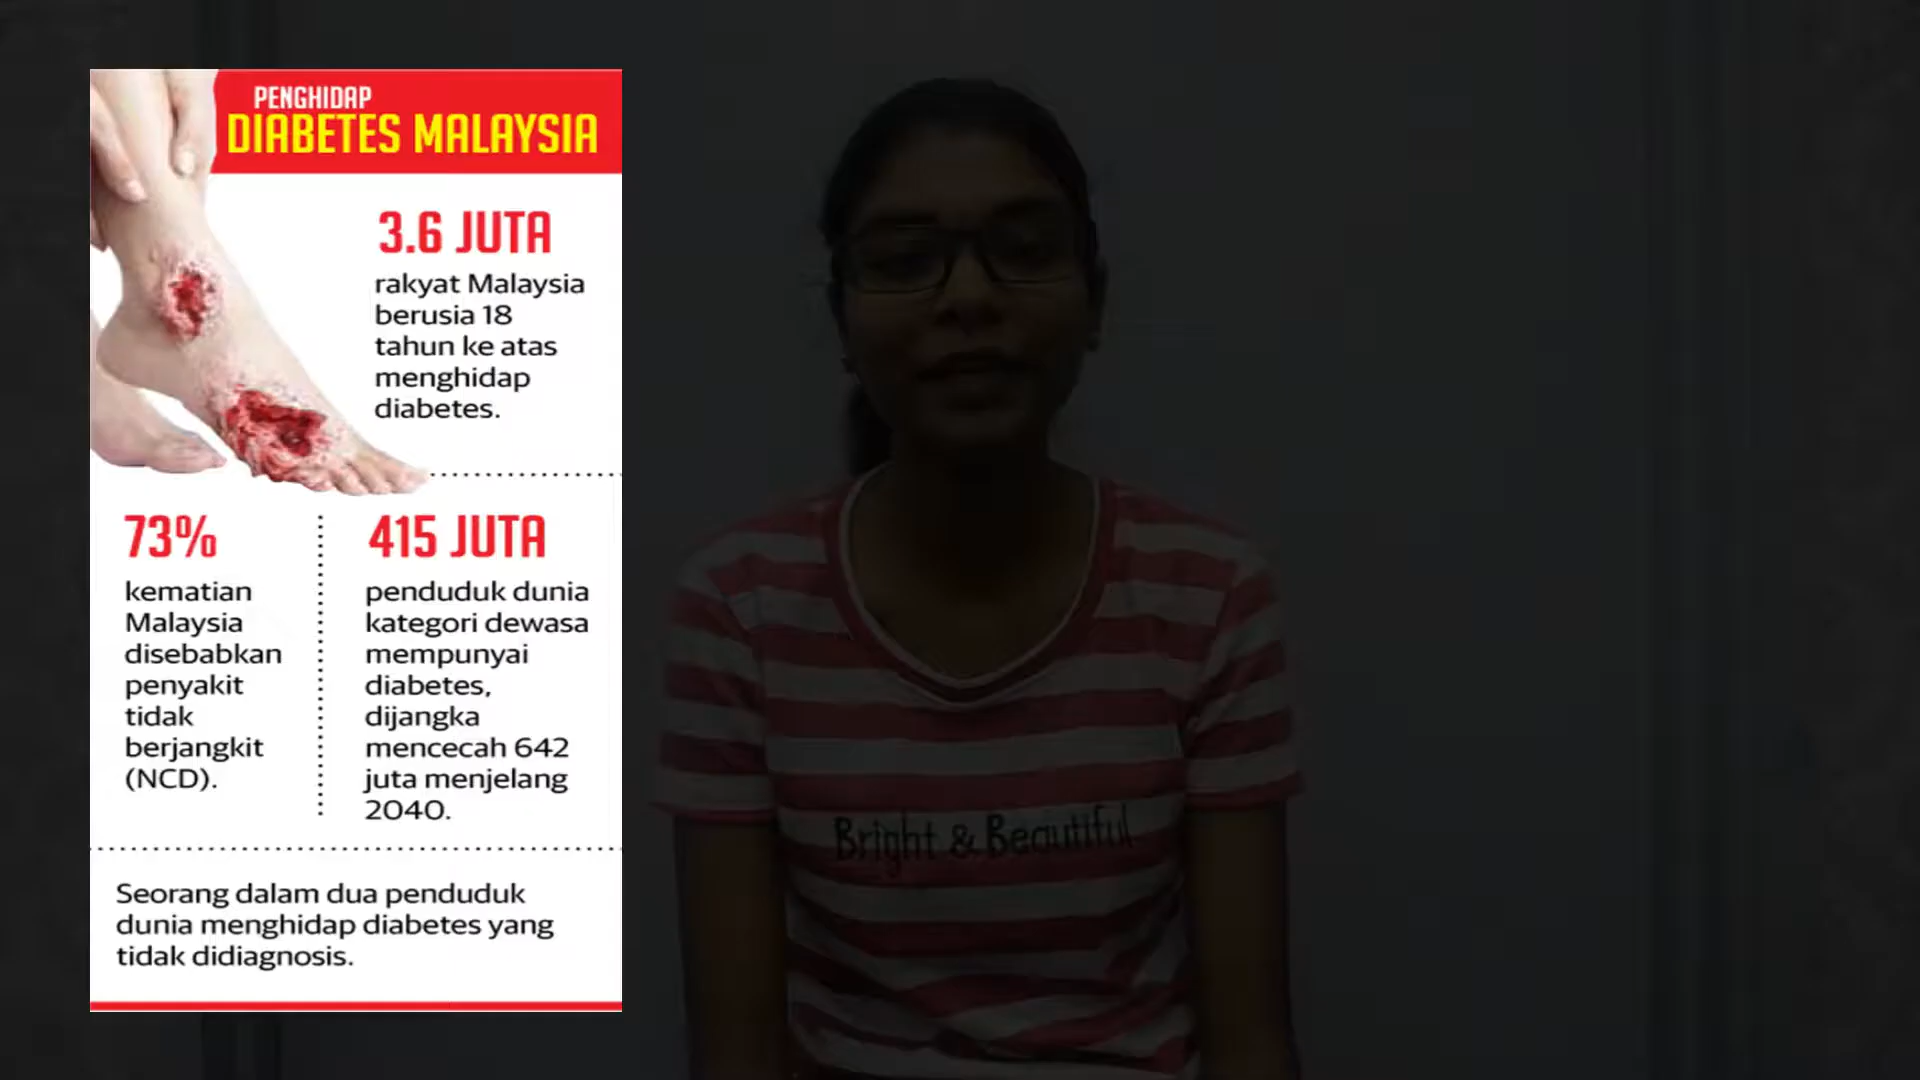 PENGHIDAP
DIABETES MALAYSIA
3.6 JUTA
rakyat Malaysia
berusia 18
tahun ke atas
menghidap
diabetes.
73%
kematian
Malaysia
disebabkan
penyakit
tidak
berjangkit
(NCD).
415 JUTA
penduduk dunia
kategori dewasa
mempunyai
diabetes,
dijangka
mencecah 642
juta menjelang
2040.
Seorang dalam dua penduduk
dunia menghidap diabetes yang
tidak didiagnosis.
Bright & Beautiful